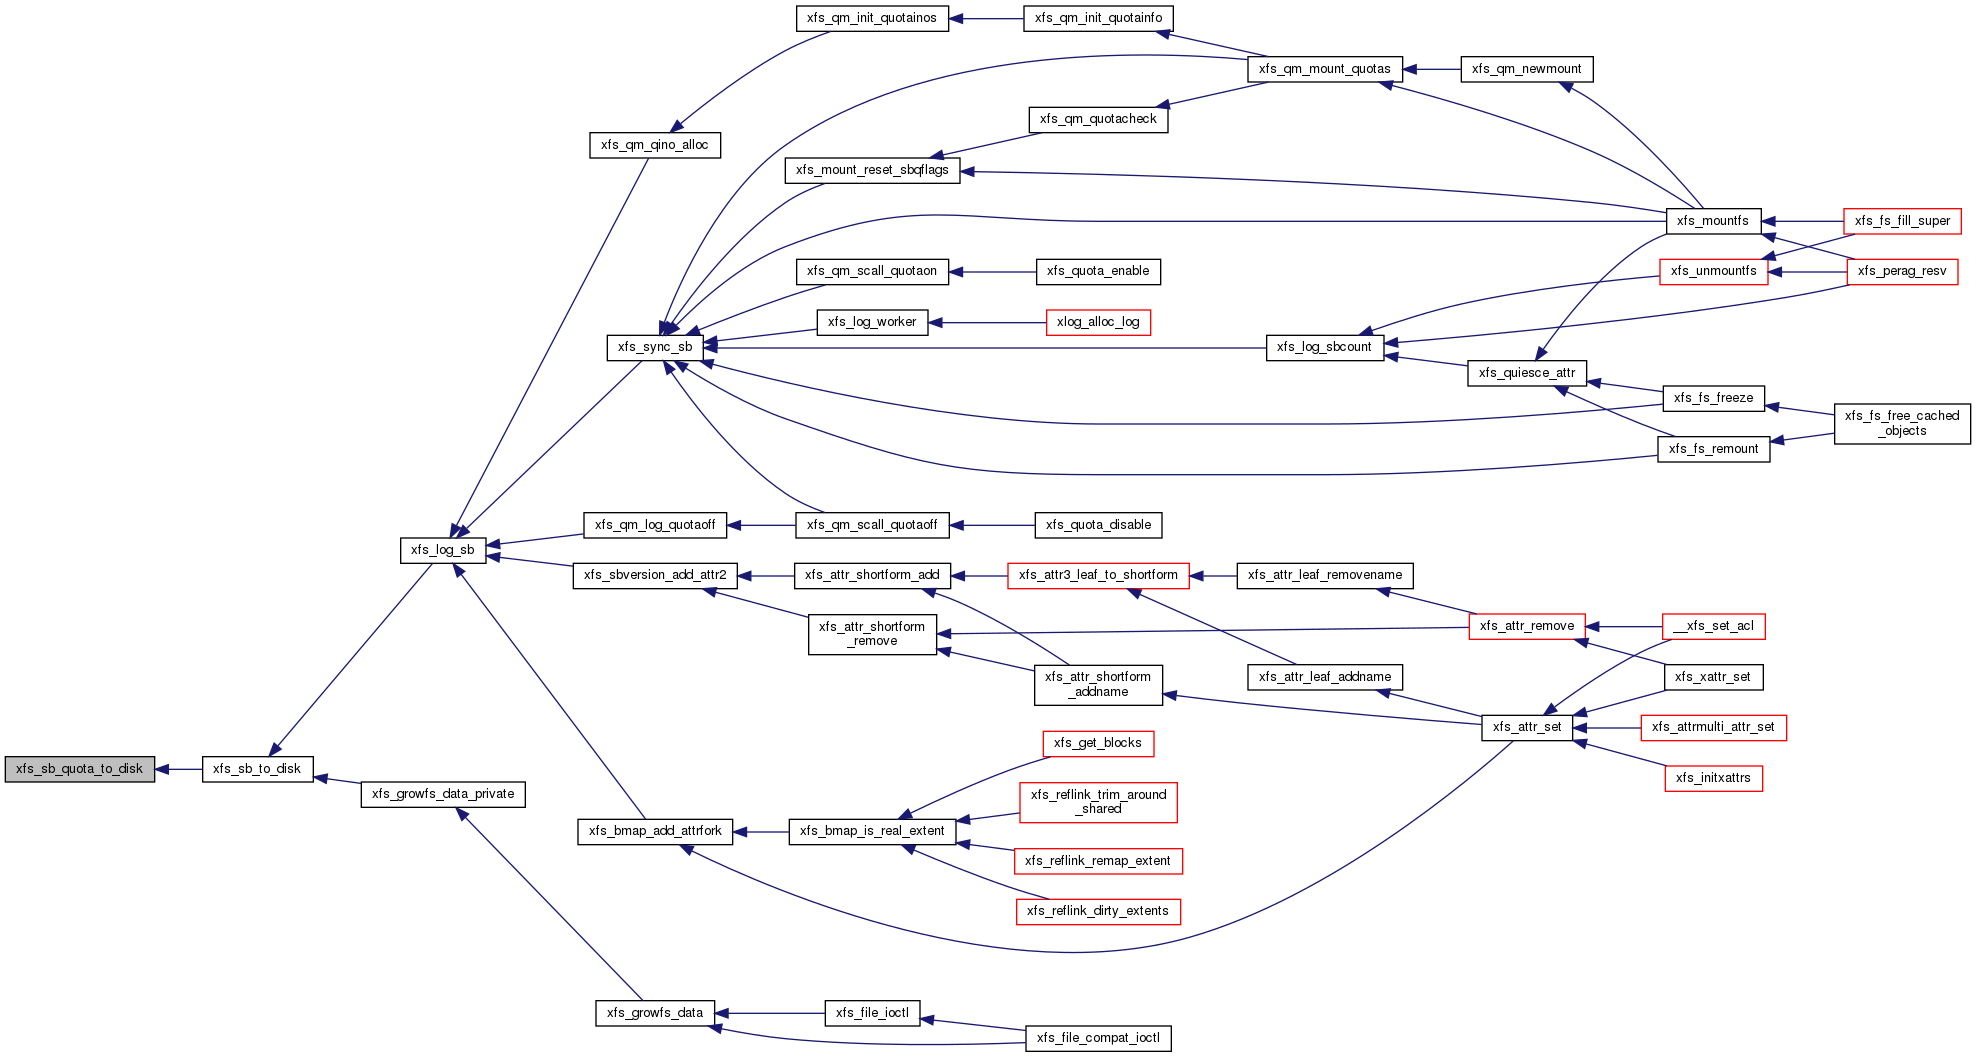 xfs_qm_init_quotainos
xfs_qm_init_quotainfo
xfs_qm_mount_quotas
xfs_qm_newmount
xfs_qm_quotacheck
xfs_qm_qino_alloc
xfs_mount_reset_sbqflags
xfs_mountfs
xfs_fs_fill_super
xfs_qm_scall_quotaon
xfs_quota_enable
xfs_unmountfs
xfs_perag_resv
xfs_log_worker
xlog_alloc_log
xfs_sync_sb
xfs_log_sbcount
xfs_quiesce_attr
xfs_fs_freeze
xfs_fs_free_cached
_objects
xfs_fs_remount
xfs_qm_log_quotaoff
xfs_qm_scall_quotaoff
xfs_quota_disable
xfs_log_sb
xfs_sbversion_add_attr2
xfs_attr_shortform_add
xfs_attr3_leaf_to_shortform
xfs_attr_leaf_removename
xfs_attr_shortform
_remove
xfs_attr_remove
__xfs_set_acl
xfs_attr_shortform
_addname
xfs_attr_leaf_addname
xfs_xattr_set
xfs_attr_set
xfs_attrmulti_attr_set
xfs_get_blocks
xfs_initxattrs
xfs_sb_quota_to_disk
xfs_sb_to_disk
xfs_growfs_data_private
xfs_reflink_trim_around
_shared
xfs_bmap_add_attrfork
xfs_bmap_is_real_extent
xfs_reflink_remap_extent
xfs_reflink_dirty_extents
xfs_growfs_data
xfs_file_ioctl
xfs_file_compat_ioctl